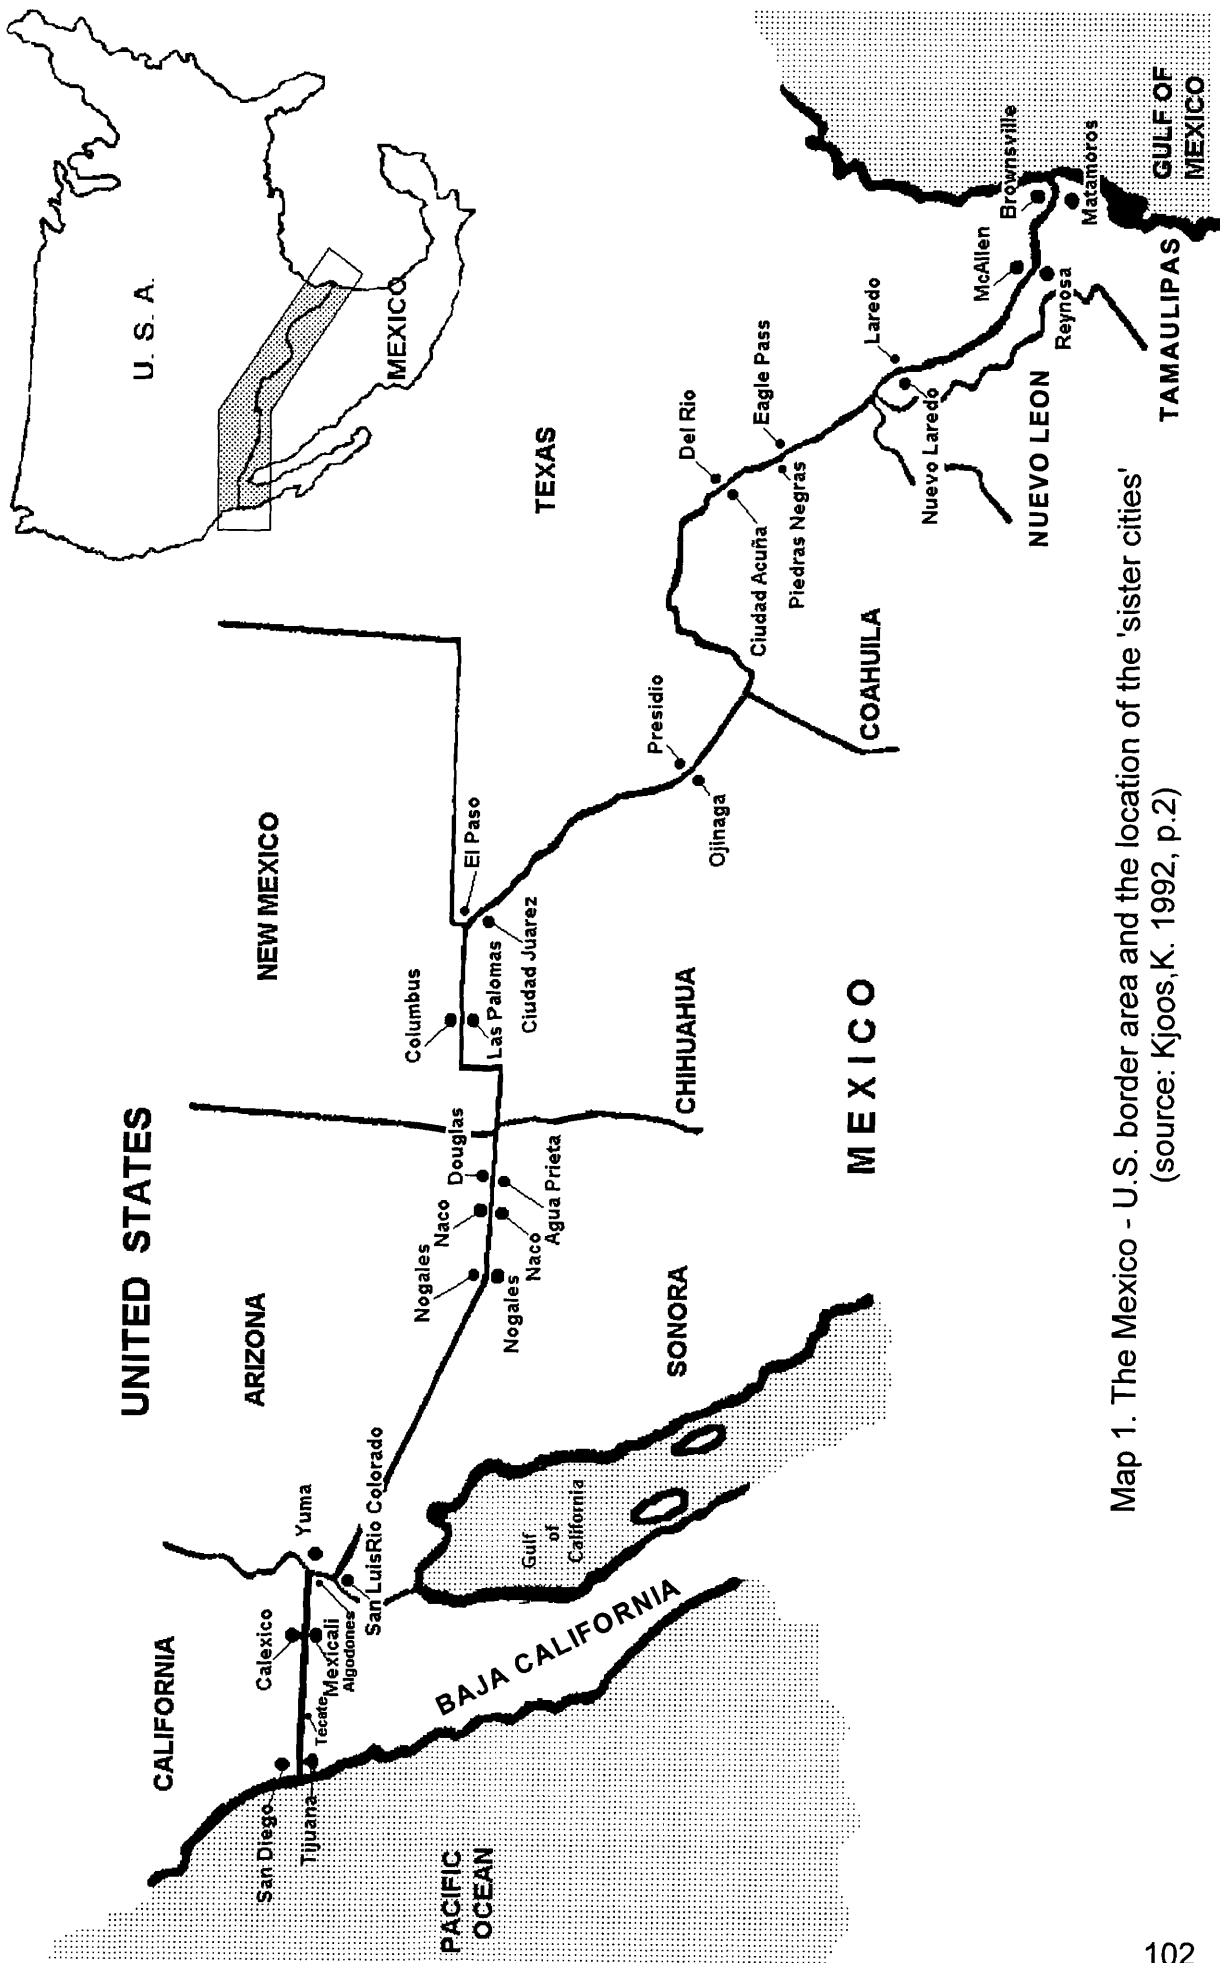 U. S. A.
MEXICO
UNITED STATES
CALIFORNIA
ARIZONA
NEW MEXICO
TEXAS
San Diego
Tijuana
Tecate
Calexico
Mexicali
Algodones
Yuma
San LuisRio Colorado
Nogales
Nogales
Naco
Naco
Douglas
Agua Prieta
Columbus
Las Palomas
El Paso
Ciudad Juarez
Presidio
Ojinaga
Del Rio
Ciudad Acuña
Eagle Pass
Piedras Negras
Laredo
Nuevo Laredo
McAllen
Reynosa
Brownsville
Matamoros
PACIFIC
OCEAN
BAJA CALIFORNIA
Gulf
of
California
SONORA
CHIHUAHUA
COAHUILA
NUEVO LEON
TAMAULIPAS
GULF OF
MEXICO
MEXICO
Map 1. The Mexico - U.S. border area and the location of the 'sister cities'
(source: Kjoos,K. 1992, p.2)
102